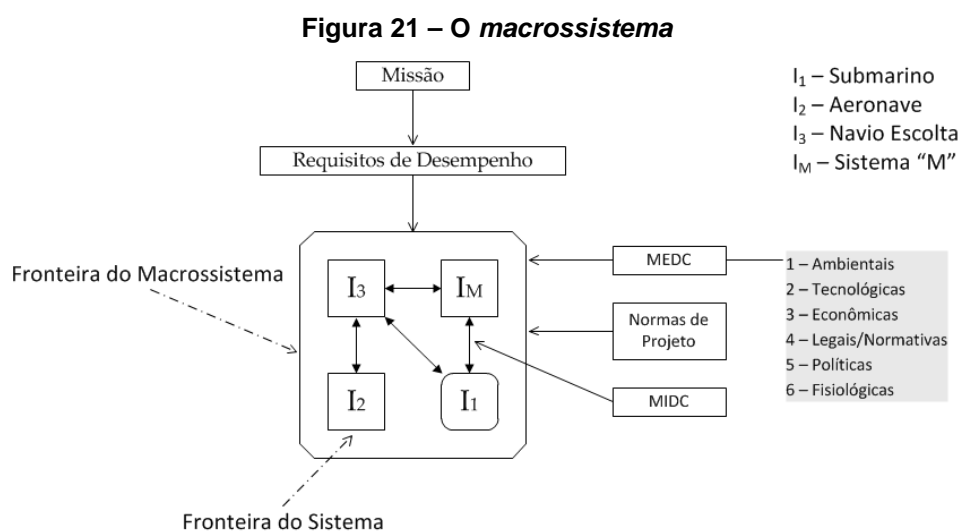 Figura 21 – O macrossistema
Missão
Requisitos de Desempenho
I₁ – Submarino
I₂ – Aeronave
I₃ – Navio Escolta
I_M – Sistema “M”
Fronteira do Macrossistema
I₃
I_M
I₂
I₁
MEDC
Normas de
Projeto
MIDC
1 – Ambientais
2 – Tecnológicas
3 – Econômicas
4 – Legais/Normativas
5 – Políticas
6 – Fisiológicas
Fronteira do Sistema